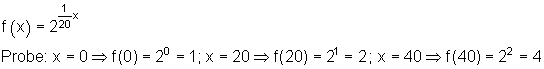 f (x) = 2^(1/20 x)
Probe: x = 0 ⇒ f(0) = 2⁰ = 1; x = 20 ⇒ f(20) = 2¹ = 2; x = 40 ⇒ f(40) = 2² = 4